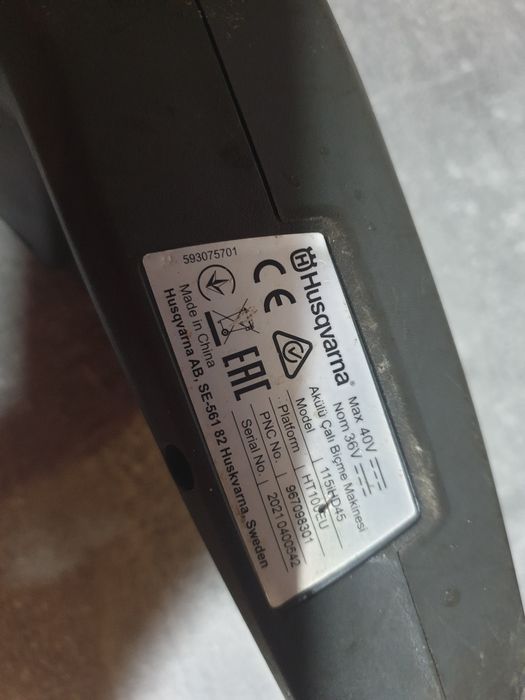 Husqvarna®
Max 40V
Nom 36V
Akülü Çalı Biçme Makinesi
Model 115iHD45
Platform HT100EU
PNC No. 967098301
Serial No. 20210400542
593075701
CE
EAC
Made in China
Husqvarna AB, SE-561 82 Huskvarna, Sweden